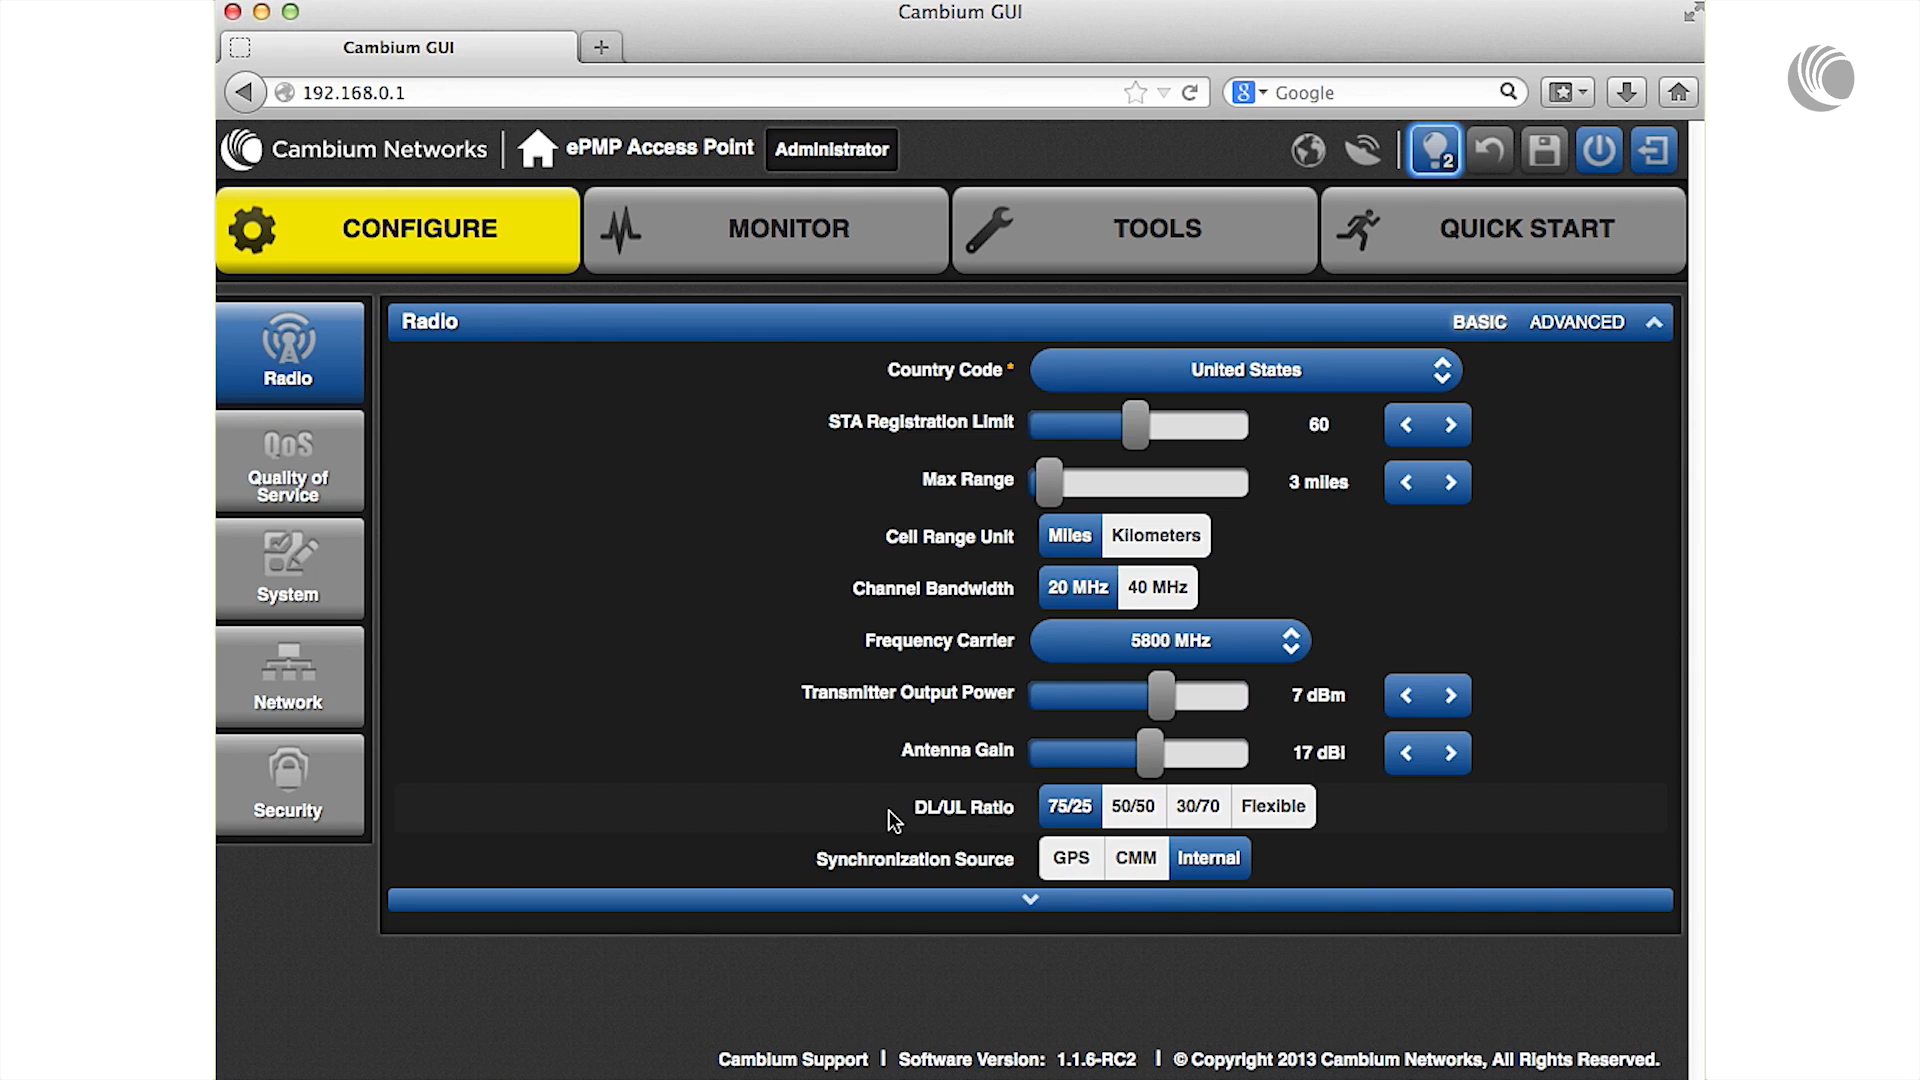 Cambium GUI
Cambium GUI
192.168.0.1
8 Google
Cambium Networks
ePMP Access Point
Administrator
2
CONFIGURE
MONITOR
TOOLS
QUICK START
Radio
QoS
Quality of
Service
System
Network
Security
Radio
BASIC ADVANCED
Country Code * United States
STA Registration Limit 60
Max Range 3 miles
Cell Range Unit Miles Kilometers
Channel Bandwidth 20 MHz 40 MHz
Frequency Carrier 5800 MHz
Transmitter Output Power 7 dBm
Antenna Gain 17 dBi
DL/UL Ratio 75/25 50/50 30/70 Flexible
Synchronization Source GPS CMM Internal
Cambium Support | Software Version: 1.1.6-RC2 | © Copyright 2013 Cambium Networks, All Rights Reserved.